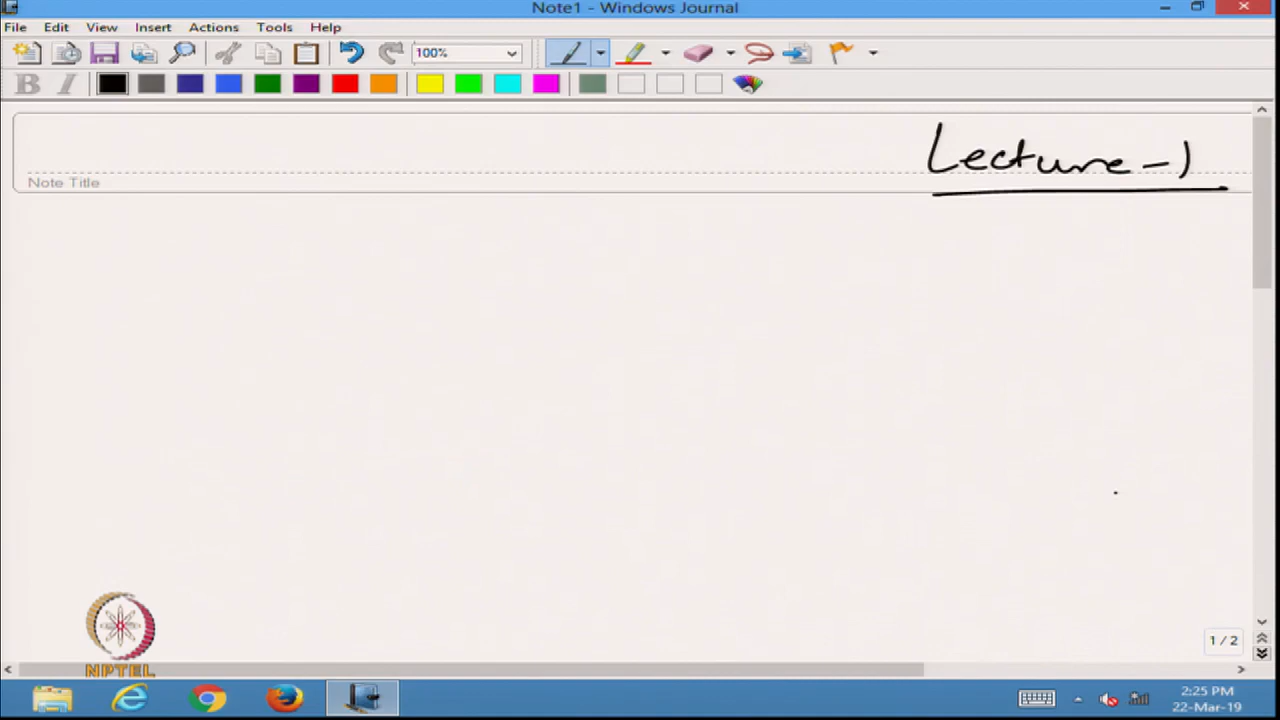 Note1 - Windows Journal
File Edit View Insert Actions Tools Help
100%
B I
Lecture-1
Note Title
1 / 2
NPTEL
2:25 PM
22-Mar-19